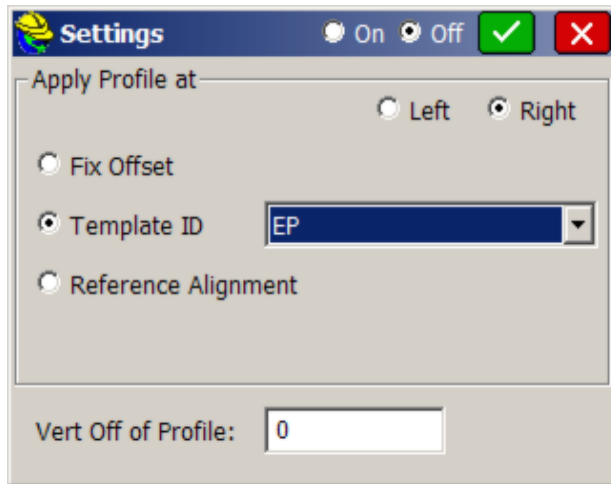 Settings On Off
Apply Profile at
Left Right
Fix Offset
Template ID EP
Reference Alignment
Vert Off of Profile: 0